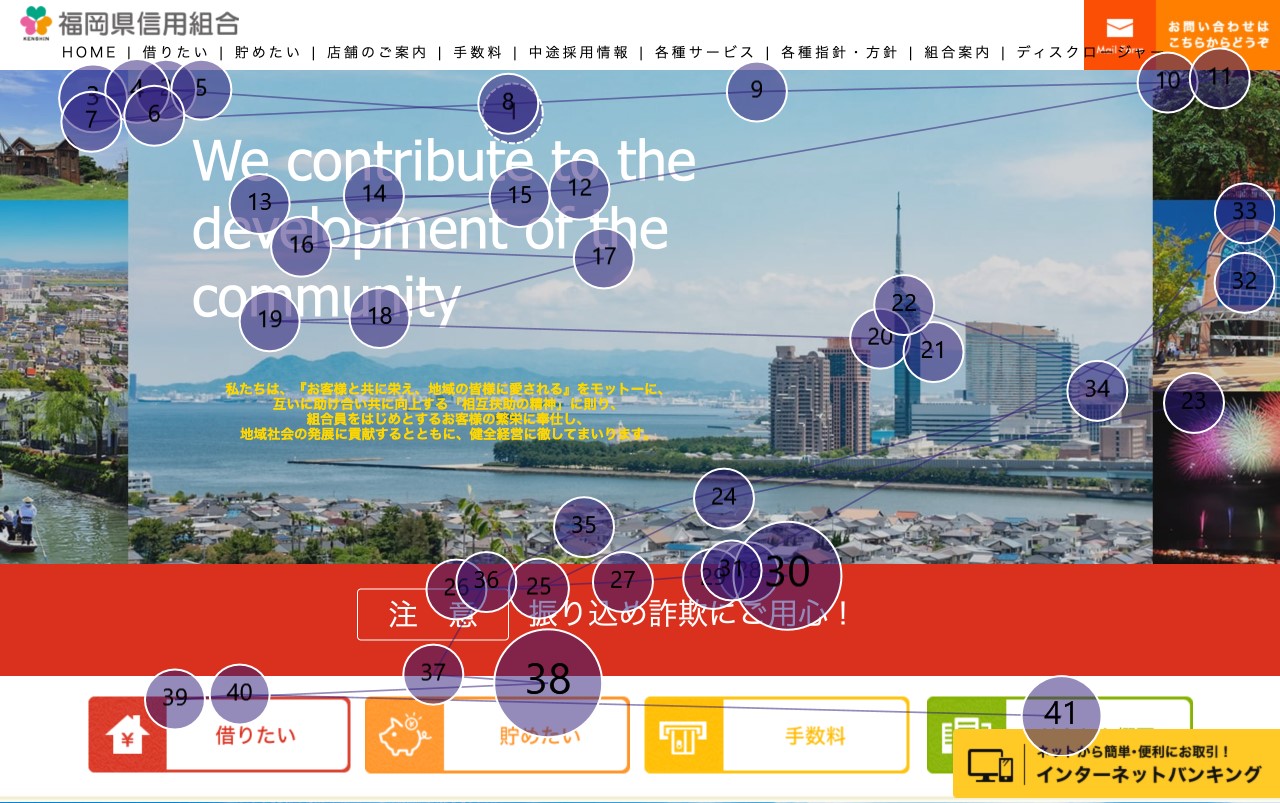 福岡県信用組合
KENSHIN
HOME | 借りたい | 貯めたい | 店舗のご案内 | 手数料 | 中途採用情報 | 各種サービス | 各種指針・方針 | 組合案内 | ディスクロージャー
お問い合わせは
こちらからどうぞ
3 4 5 6 7 8 9 10 11
We contribute to the
development of the
community
12 13 14 15 16 17 18 19 20 21 22 23 24
私たちは、『お客様と共に栄え、地域の皆様に愛される』をモットーに、
互いに助け合い共に向上する『相互扶助の精神』に則り、
組合員をはじめとするお客様の繁栄に奉仕し、
地域社会の発展に貢献するとともに、健全経営に徹してまいります。
32 33 34 35
25 26 27 28 29 30 31 36
注 意 振り込め詐欺にご用心！
37 38 39 40 41
借りたい 貯めたい 手数料
ネットから簡単・便利にお取引！
インターネットバンキング